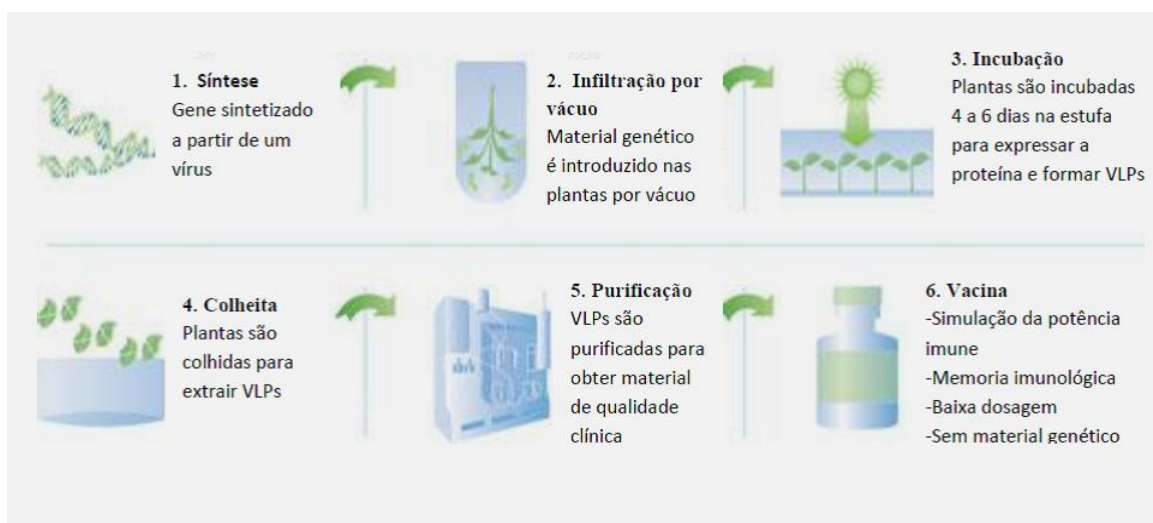 1. Síntese
Gene sintetizado
a partir de um
vírus
2. Infiltração por
vácuo
Material genético
é introduzido nas
plantas por vácuo
3. Incubação
Plantas são incubadas
4 a 6 dias na estufa
para expressar a
proteína e formar VLPs
4. Colheita
Plantas são
colhidas para
extrair VLPs
5. Purificação
VLPs são
purificadas para
obter material
de qualidade
clínica
6. Vacina
-Simulação da potência
imune
-Memoria imunológica
-Baixa dosagem
-Sem material genético